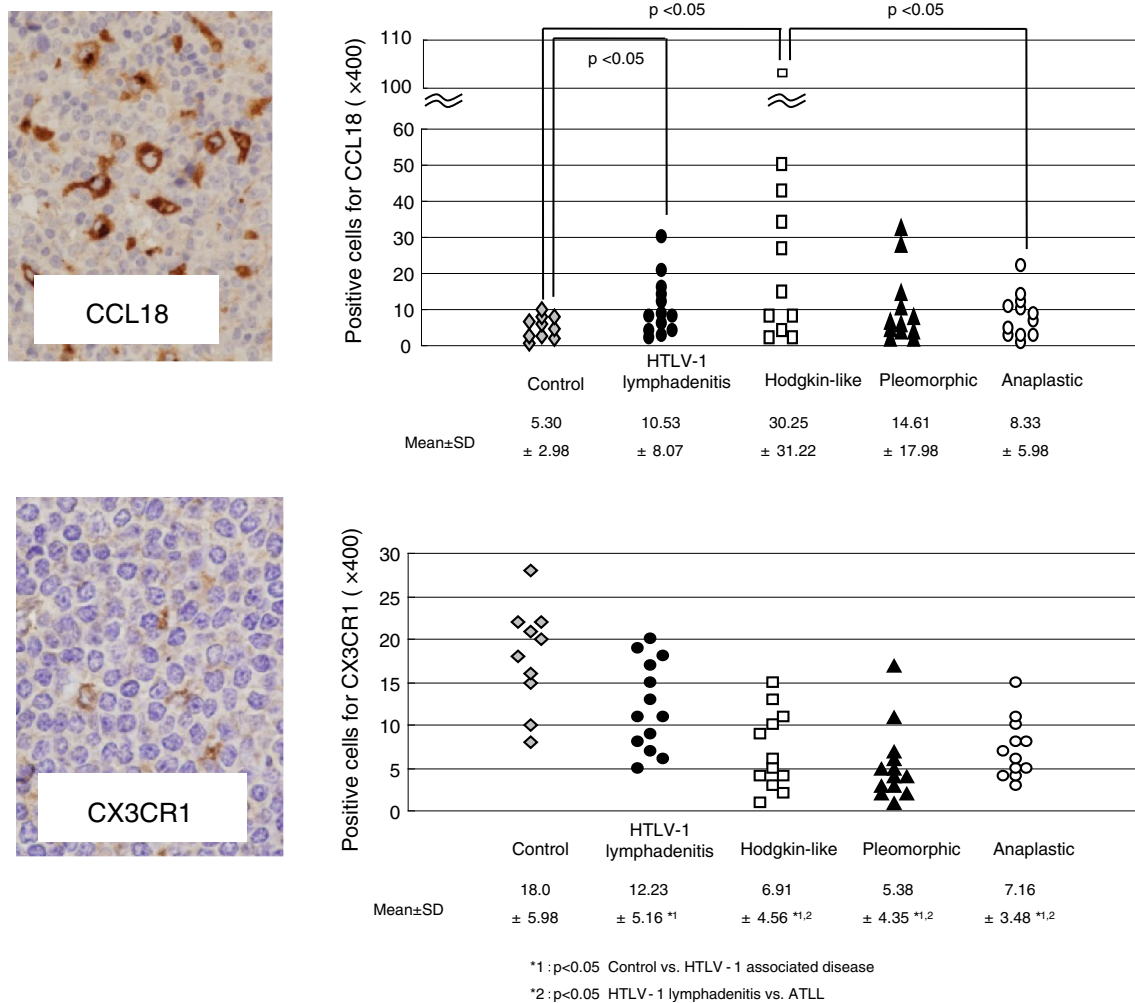 p <0.05
p <0.05
p <0.05
Positive cells for CCL18 ( ×400)
110
100
60
50
40
30
20
10
0
CCL18
Control
HTLV-1 lymphadenitis
Hodgkin-like
Pleomorphic
Anaplastic
Mean±SD
5.30 ± 2.98
10.53 ± 8.07
30.25 ± 31.22
14.61 ± 17.98
8.33 ± 5.98
Positive cells for CX3CR1 ( ×400)
30
25
20
15
10
5
0
CX3CR1
Control
HTLV-1 lymphadenitis
Hodgkin-like
Pleomorphic
Anaplastic
Mean±SD
18.0 ± 5.98
12.23 ± 5.16 *1
6.91 ± 4.56 *1,2
5.38 ± 4.35 *1,2
7.16 ± 3.48 *1,2
*1 : p<0.05 Control vs. HTLV - 1 associated disease
*2 : p<0.05 HTLV - 1 lymphadenitis vs. ATLL